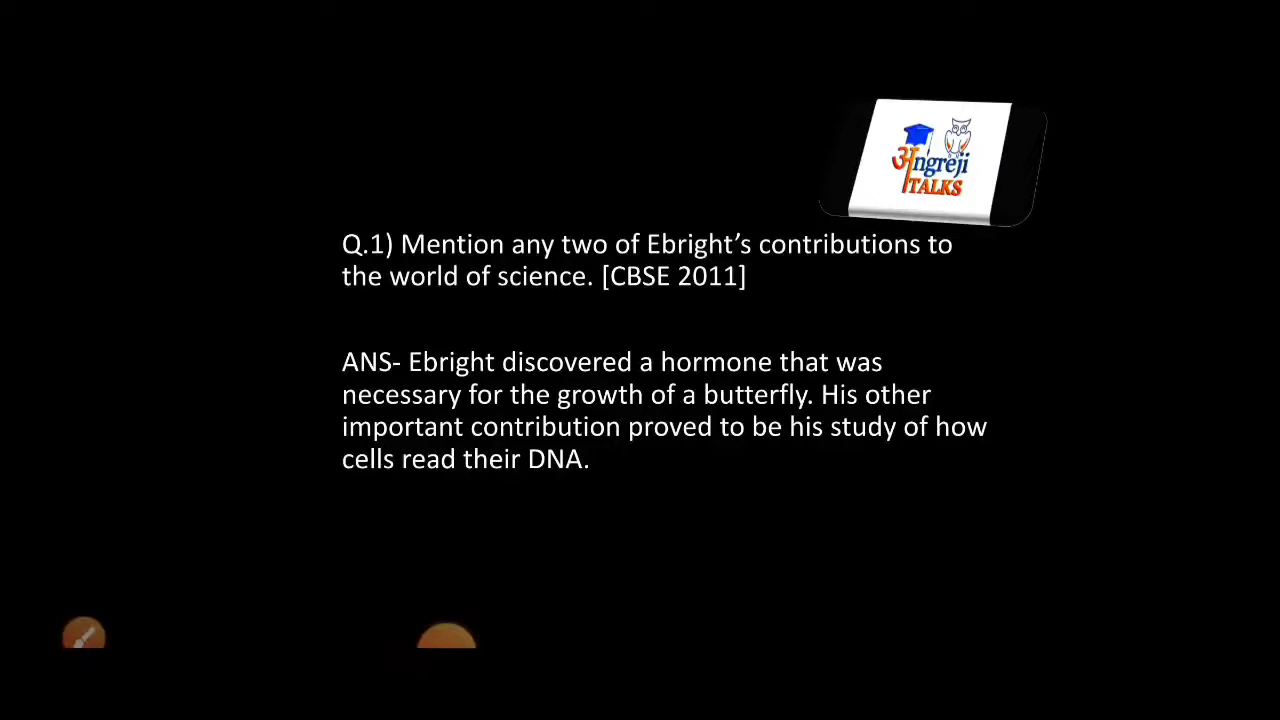 अngreji
TALKS
Q.1) Mention any two of Ebright’s contributions to
the world of science. [CBSE 2011]
ANS- Ebright discovered a hormone that was
necessary for the growth of a butterfly. His other
important contribution proved to be his study of how
cells read their DNA.